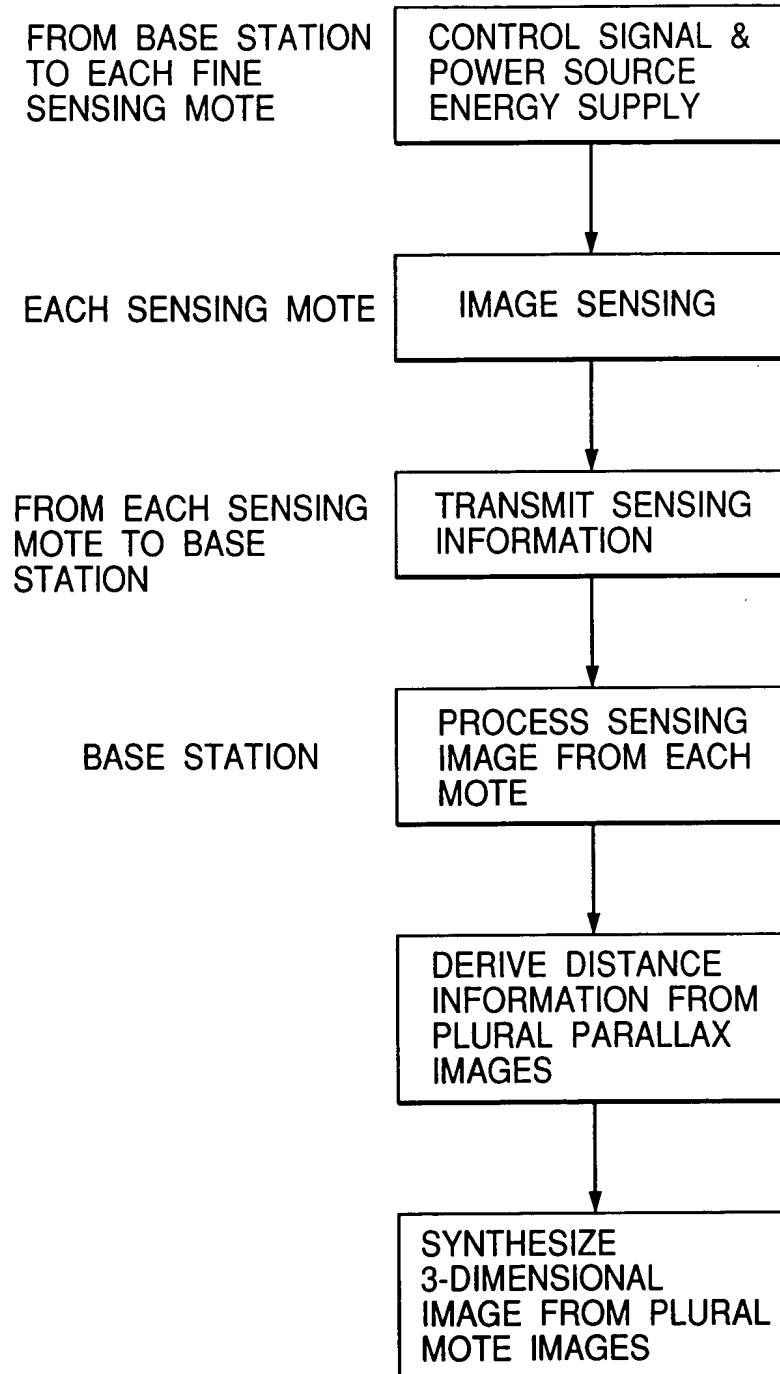 FROM BASE STATION
TO EACH FINE
SENSING MOTE
CONTROL SIGNAL &
POWER SOURCE
ENERGY SUPPLY
EACH SENSING MOTE
IMAGE SENSING
FROM EACH SENSING
MOTE TO BASE
STATION
TRANSMIT SENSING
INFORMATION
BASE STATION
PROCESS SENSING
IMAGE FROM EACH
MOTE
DERIVE DISTANCE
INFORMATION FROM
PLURAL PARALLAX
IMAGES
SYNTHESIZE
3-DIMENSIONAL
IMAGE FROM PLURAL
MOTE IMAGES